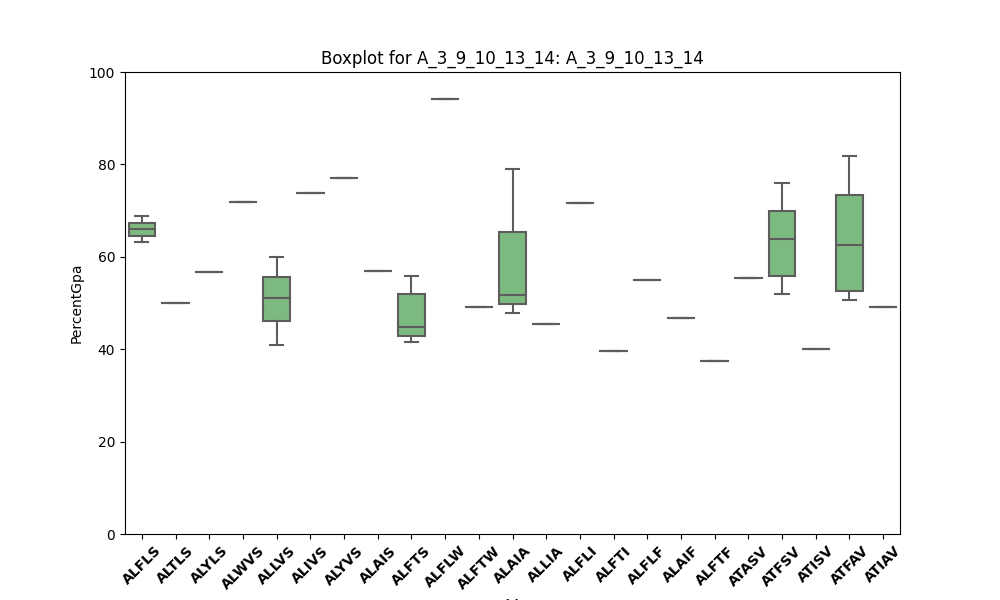 Boxplot for A_3_9_10_13_14: A_3_9_10_13_14
100
80
60
40
20
0
PercentGpa
ALFLS
ALTLS
ALYLS
ALWVS
ALLVS
ALIVS
ALYVS
ALAIS
ALFTS
ALFLW
ALFTW
ALAIA
ALLIA
ALFLI
ALFTI
ALFLF
ALAIF
ALFTF
ATASV
ATFSV
ATISV
ATFAV
ATIAV